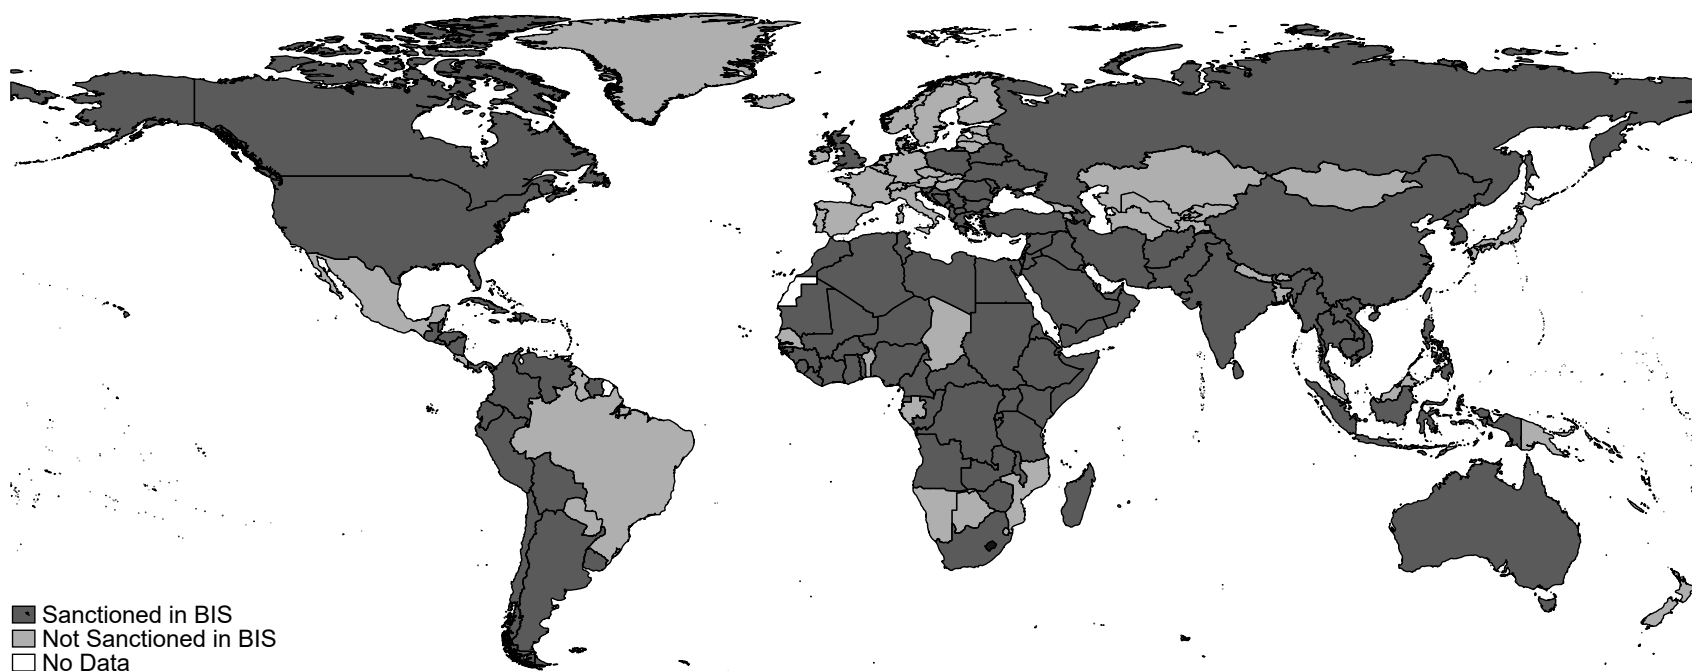 Sanctioned in BIS
Not Sanctioned in BIS
No Data